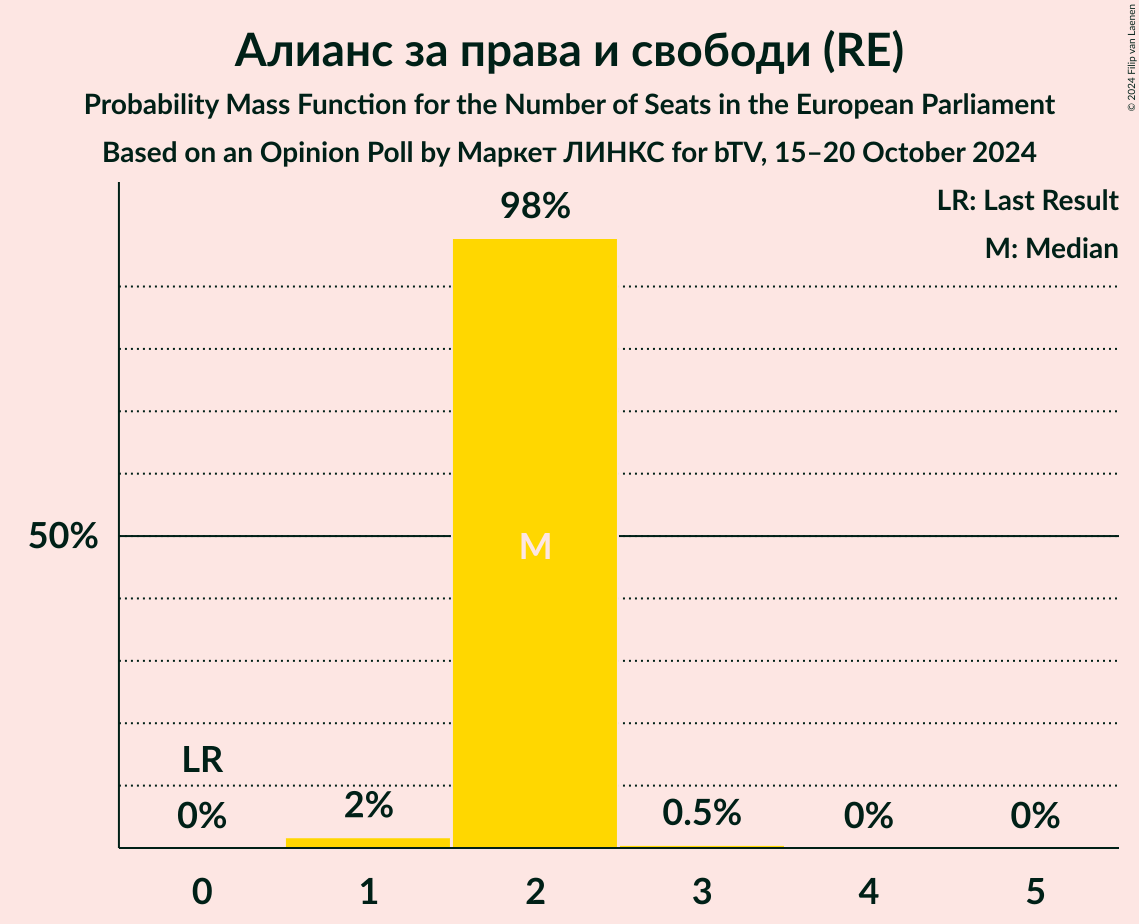 Алианс за права и свободи (RE)
Probability Mass Function for the Number of Seats in the European Parliament
Based on an Opinion Poll by Маркет ЛИНКС for bTV, 15–20 October 2024
© 2024 Filip van Laenen
LR: Last Result
M: Median
98%
50%
M
LR
0%
2%
0.5%
0%
0%
0
1
2
3
4
5